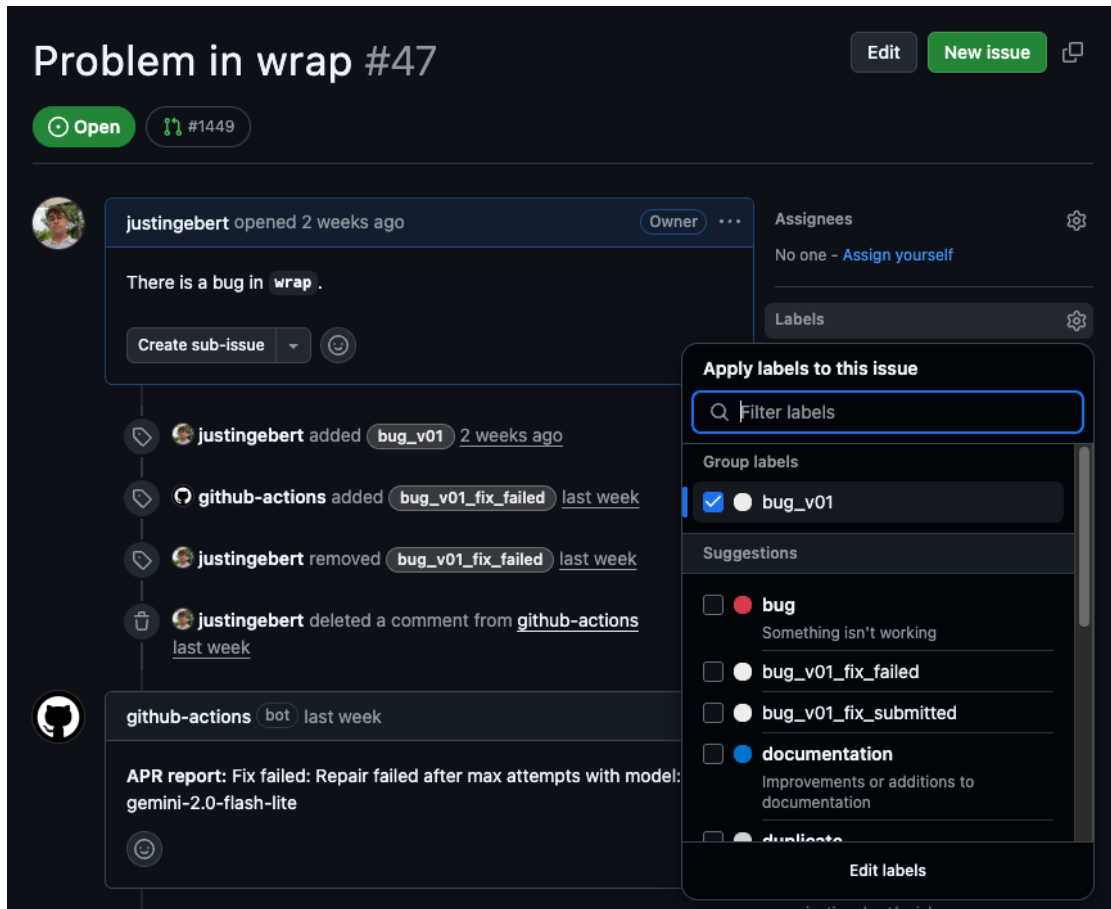 Problem in wrap #47
Edit
New issue
Open
#1449
justingebert opened 2 weeks ago
Owner
There is a bug in wrap.
Create sub-issue
justingebert added bug_v01 2 weeks ago
github-actions added bug_v01_fix_failed last week
justingebert removed bug_v01_fix_failed last week
justingebert deleted a comment from github-actions
last week
github-actions bot last week
APR report: Fix failed: Repair failed after max attempts with model:
gemini-2.0-flash-lite
Assignees
No one - Assign yourself
Labels
Apply labels to this issue
Filter labels
Group labels
bug_v01
Suggestions
bug
Something isn't working
bug_v01_fix_failed
bug_v01_fix_submitted
documentation
Improvements or additions to
documentation
duplicate
Edit labels